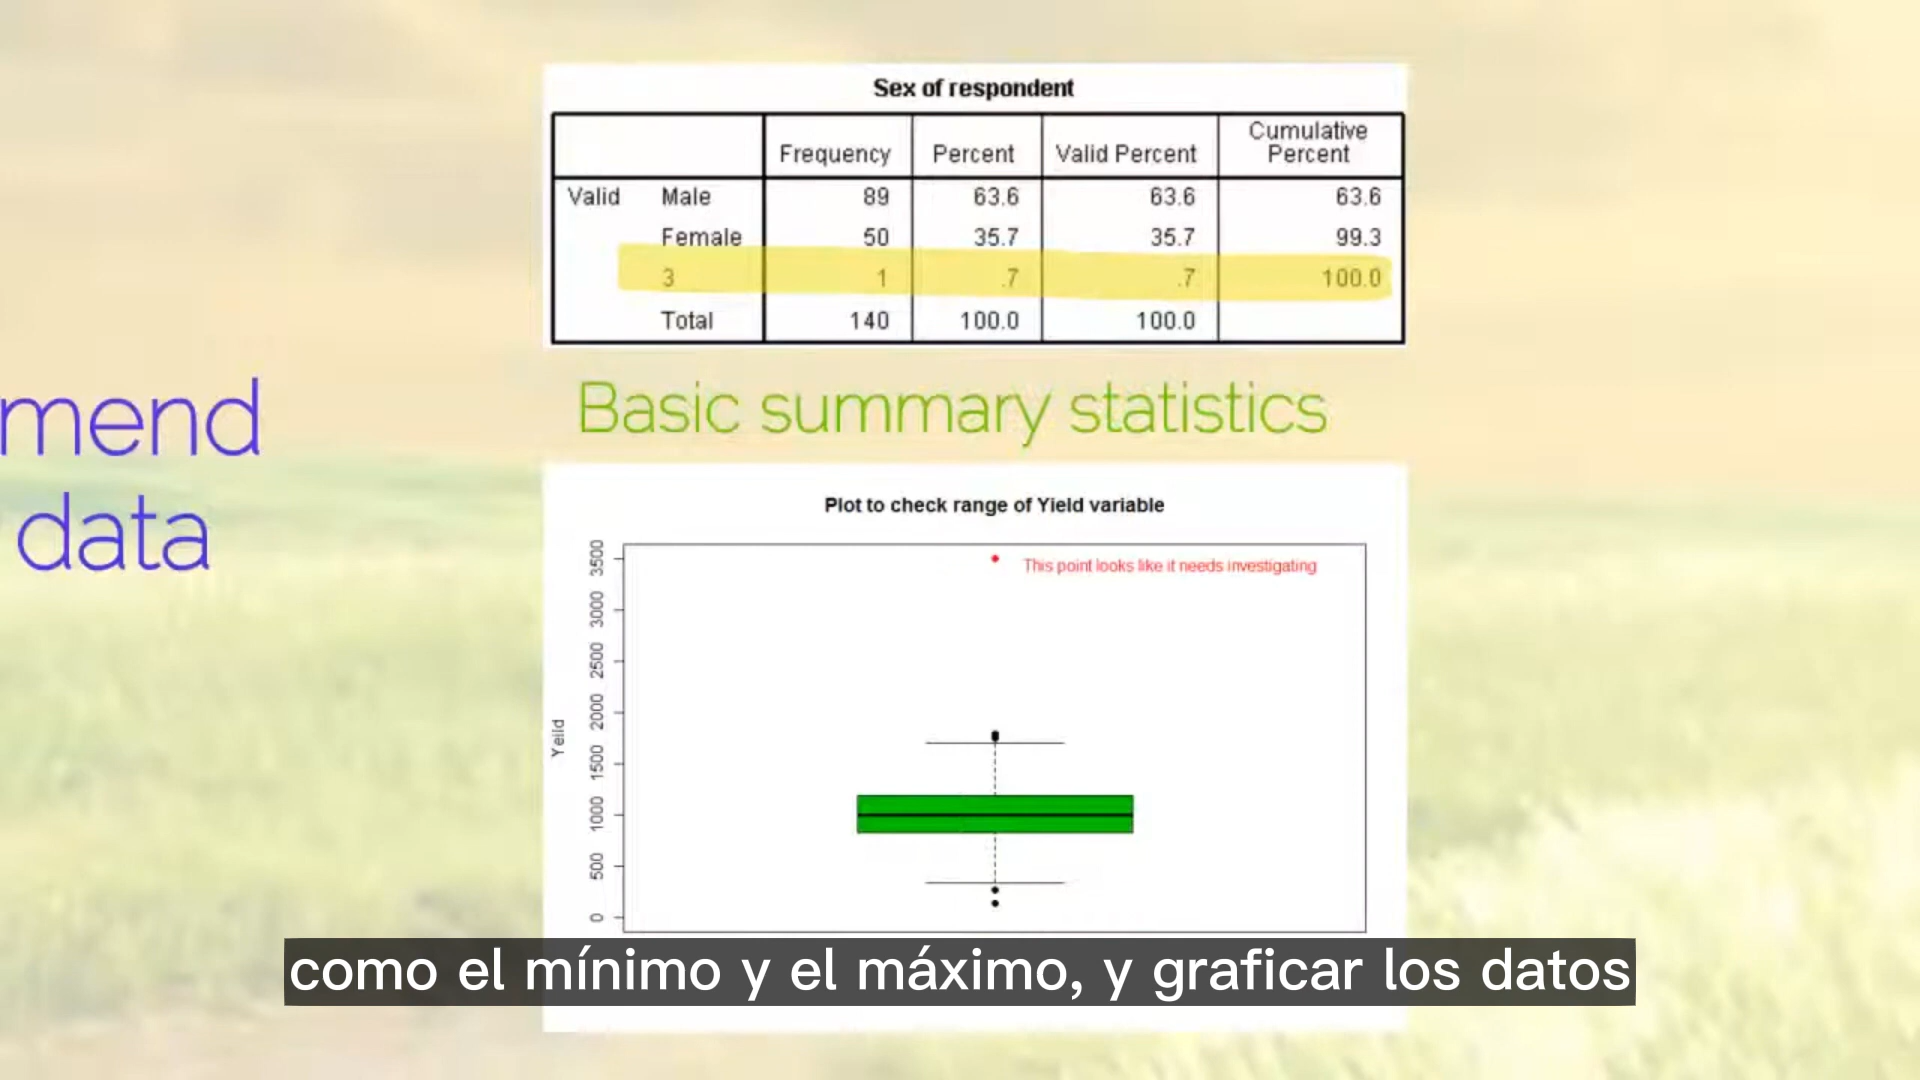 Sex of respondent
Frequency Percent Valid Percent Cumulative Percent
Valid Male 89 63.6 63.6 63.6
Female 50 35.7 35.7 99.3
3 1 .7 .7 100.0
Total 140 100.0 100.0
mend
data
Basic summary statistics
Plot to check range of Yield variable
This point looks like it needs investigating
3500
3000
2500
2000
1500
1000
500
0
Yeild
como el mínimo y el máximo, y graficar los datos